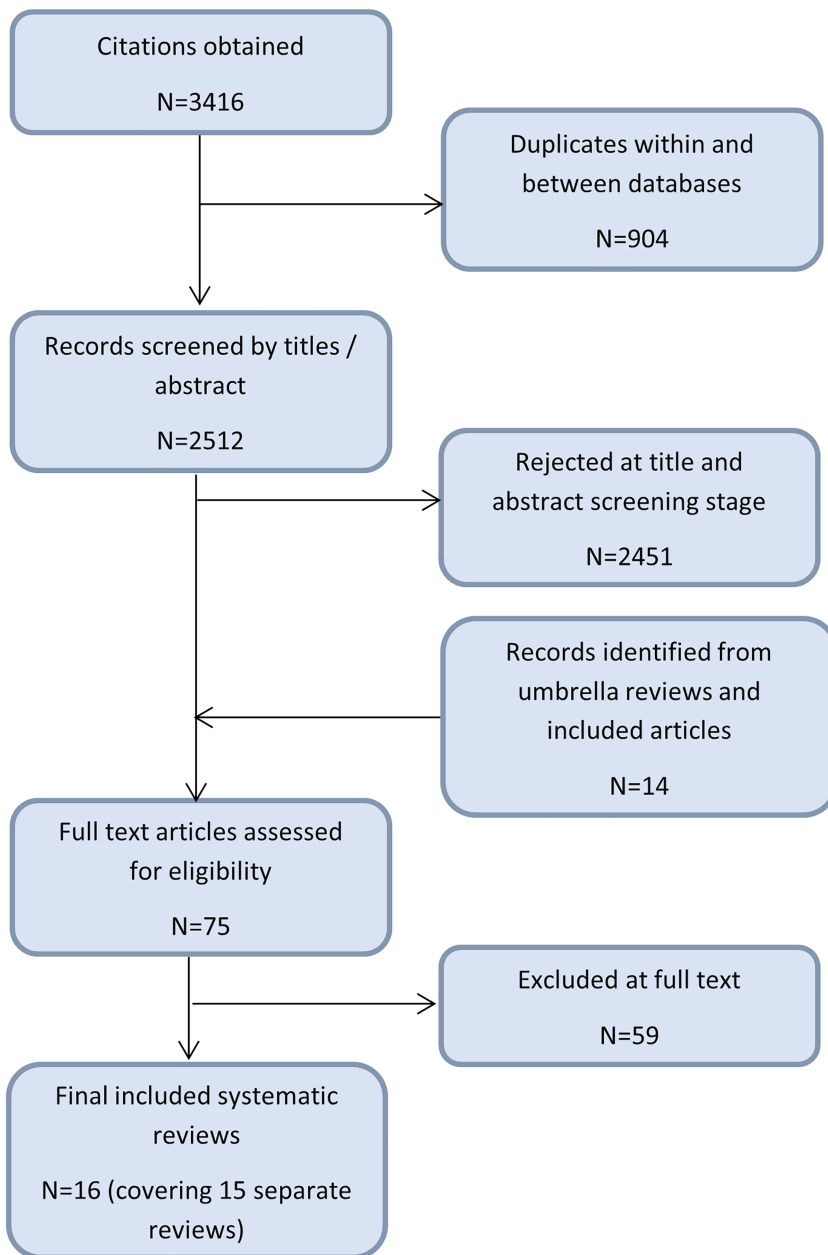 Citations obtained
N=3416
Duplicates within and
between databases
N=904
Records screened by titles /
abstract
N=2512
Rejected at title and
abstract screening stage
N=2451
Records identified from
umbrella reviews and
included articles
N=14
Full text articles assessed
for eligibility
N=75
Excluded at full text
N=59
Final included systematic
reviews
N=16 (covering 15 separate
reviews)